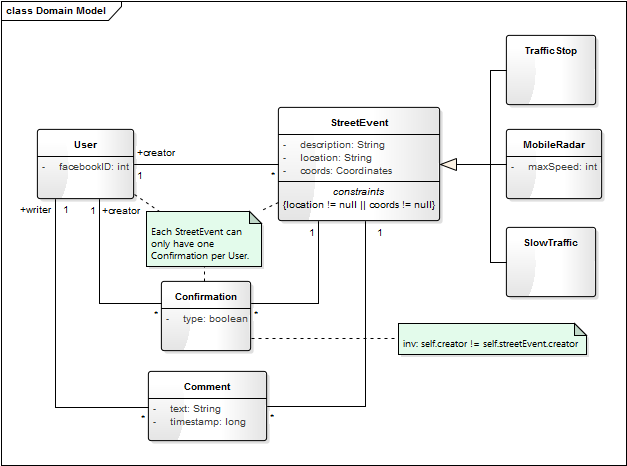 class Domain Model
TrafficStop
StreetEvent
- description: String
- location: String
- coords: Coordinates
constraints
{location != null || coords != null}
User
- facebookID: int
+creator
1
*
MobileRadar
- maxSpeed: int
SlowTraffic
+writer
1
1
+creator
Each StreetEvent can
only have one
Confirmation per User.
1
1
Confirmation
- type: boolean
*
*
inv: self.creator != self.streetEvent.creator
Comment
- text: String
- timestamp: long
*
*